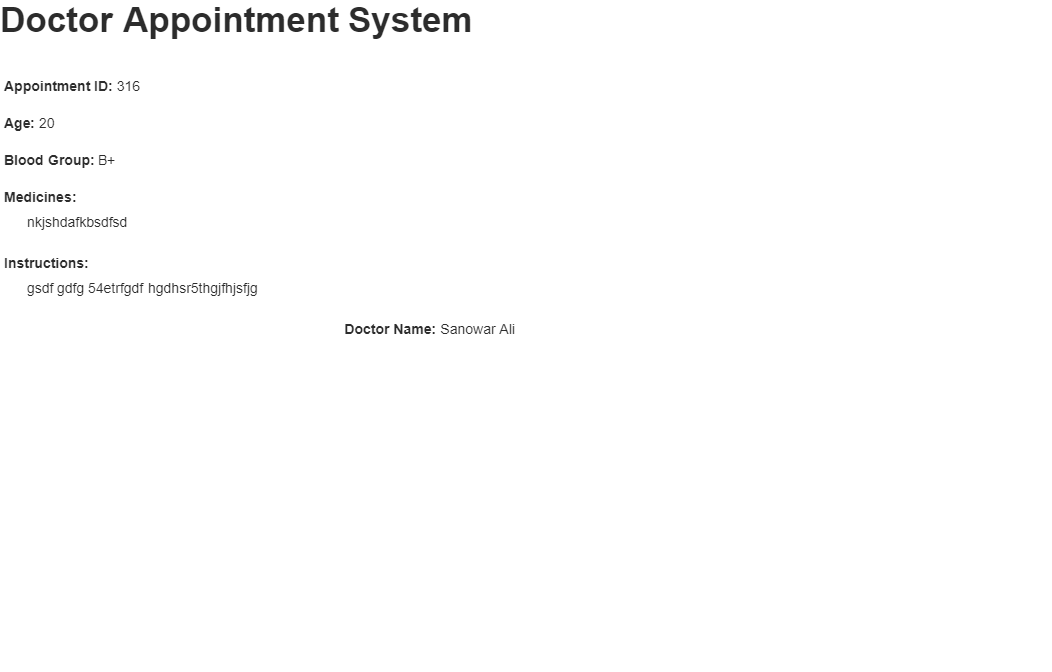 Doctor Appointment System
Appointment ID: 316
Age: 20
Blood Group: B+
Medicines:
nkjshdafkbsdfsd
Instructions:
gsdf gdfg 54etrfgdf hgdhsr5thgjfhjsfjg
Doctor Name: Sanowar Ali